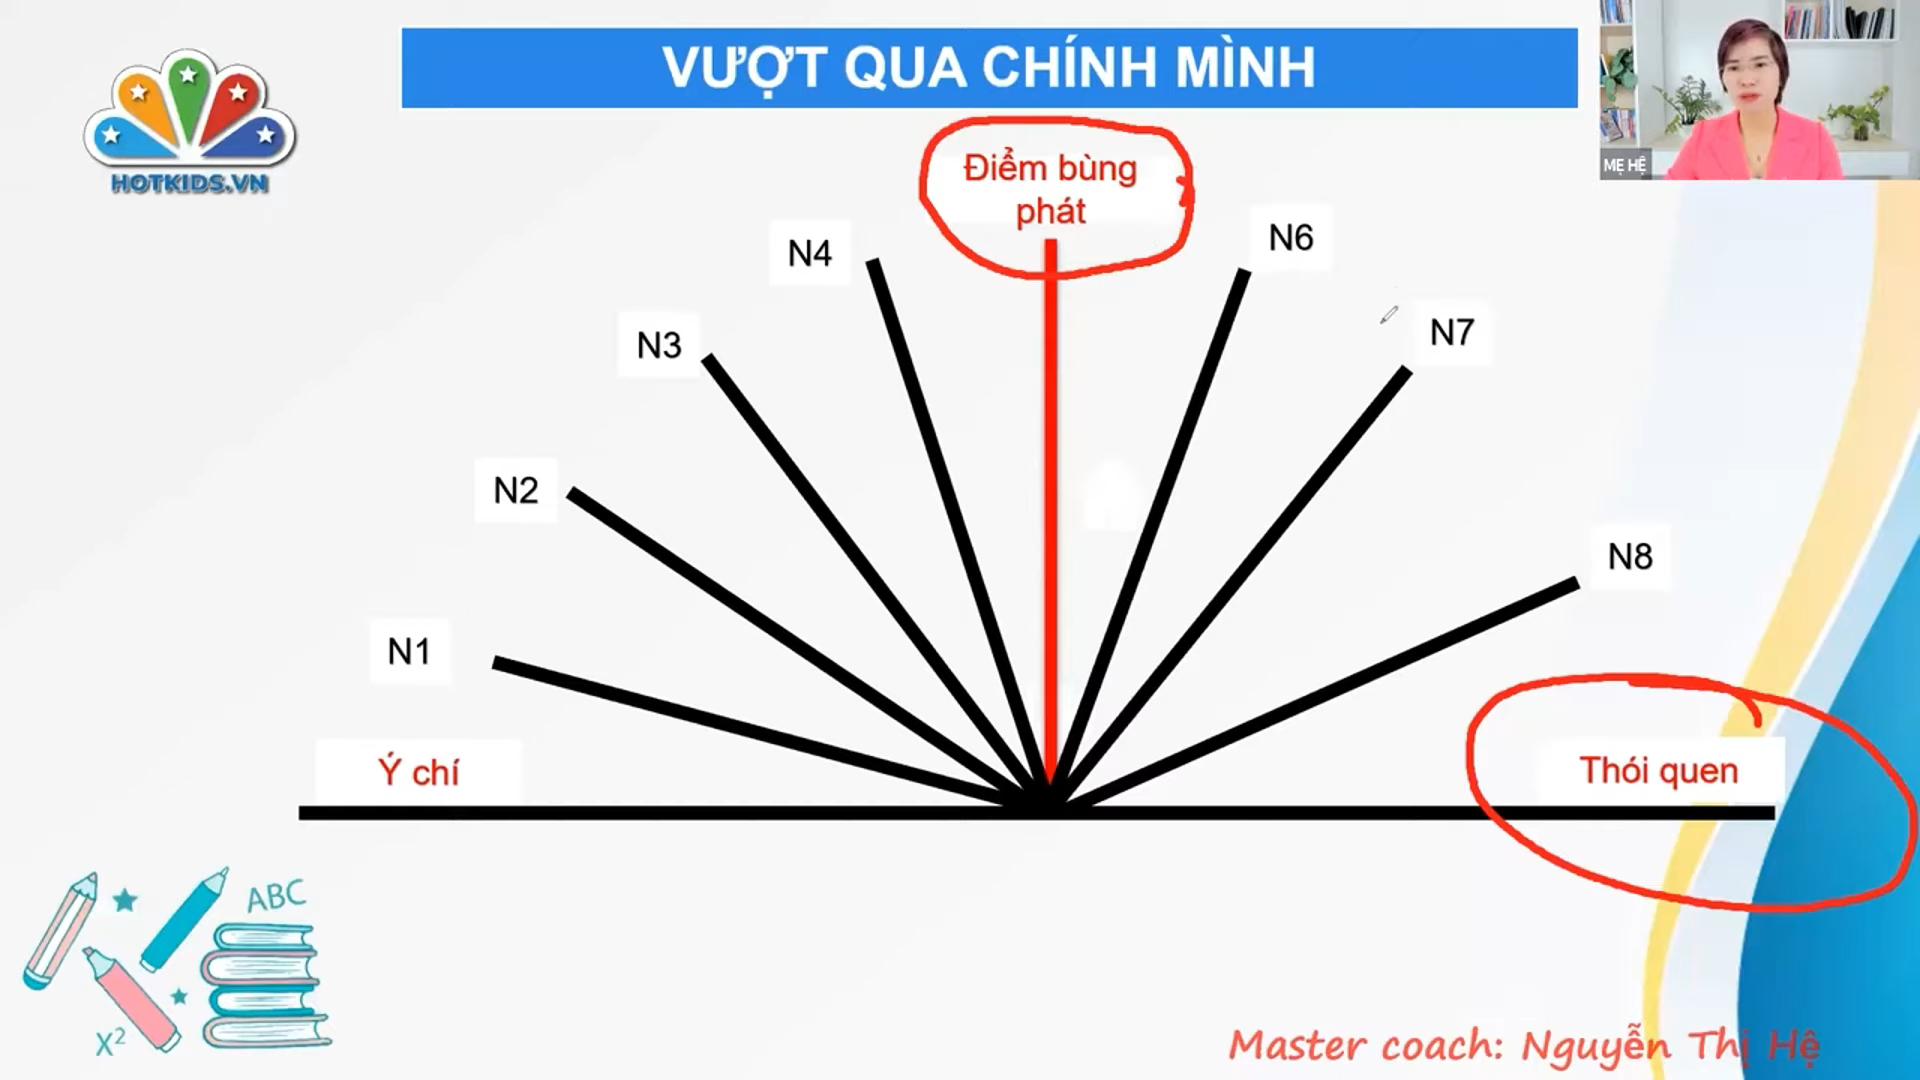 VƯỢT QUA CHÍNH MÌNH
HOTKIDS.VN
MẸ HỆ
Điểm bùng
phát
N4
N6
N3
N7
N2
N8
N1
Ý chí
Thói quen
ABC
X²
Master coach: Nguyễn Thị Hệ